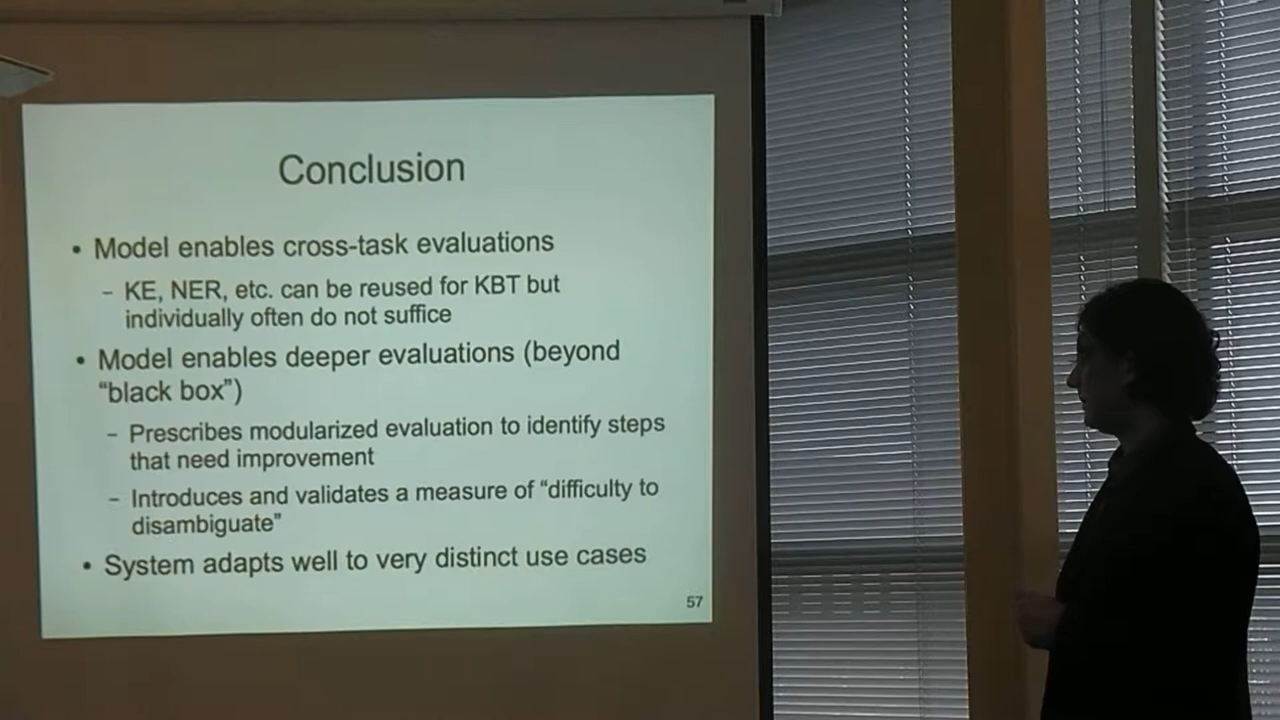 Conclusion
• Model enables cross-task evaluations
– KE, NER, etc. can be reused for KBT but
individually often do not suffice
• Model enables deeper evaluations (beyond
“black box”)
– Prescribes modularized evaluation to identify steps
that need improvement
– Introduces and validates a measure of “difficulty to
disambiguate”
• System adapts well to very distinct use cases
57